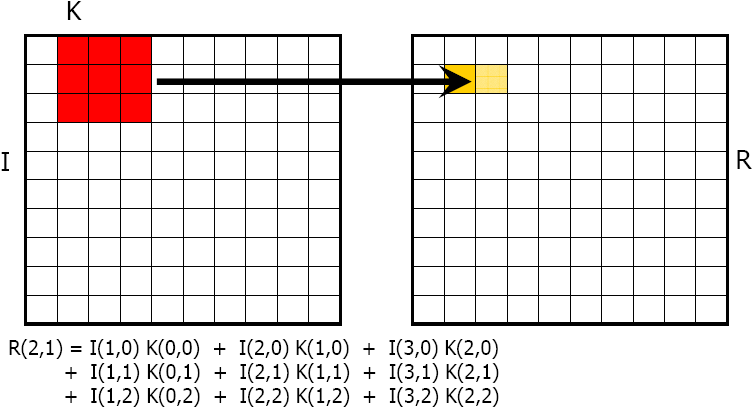 K
I
R
R(2,1) = I(1,0) K(0,0) + I(2,0) K(1,0) + I(3,0) K(2,0)
+ I(1,1) K(0,1) + I(2,1) K(1,1) + I(3,1) K(2,1)
+ I(1,2) K(0,2) + I(2,2) K(1,2) + I(3,2) K(2,2)